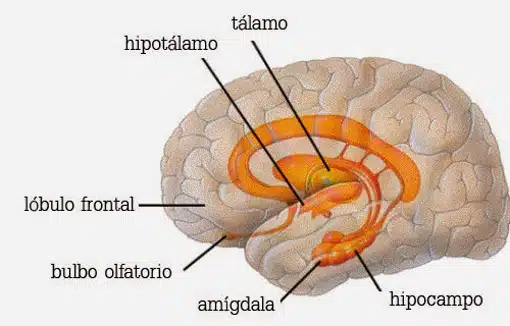 tálamo
hipotálamo
lóbulo frontal
bulbo olfatorio
amígdala
hipocampo